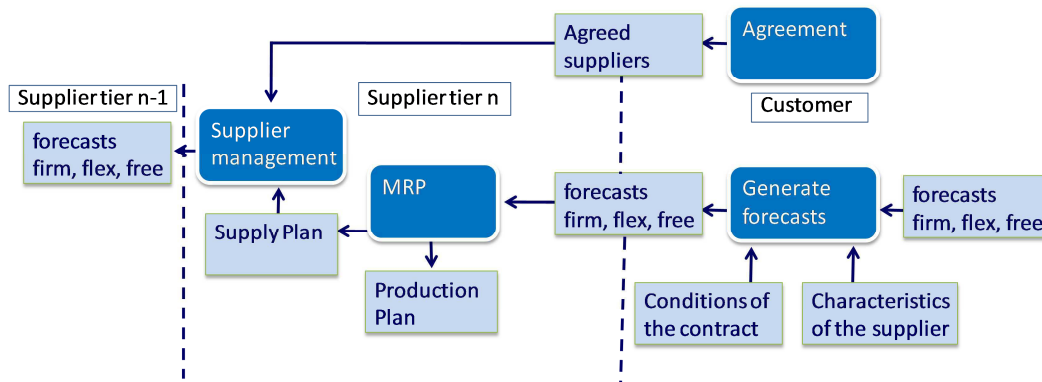 Agreed
suppliers
Agreement
Supplier tier n-1
Supplier tier n
Customer
forecasts
firm, flex, free
Supplier
management
MRP
forecasts
firm, flex, free
Generate
forecasts
forecasts
firm, flex, free
Supply Plan
Production
Plan
Conditions of
the contract
Characteristics
of the supplier